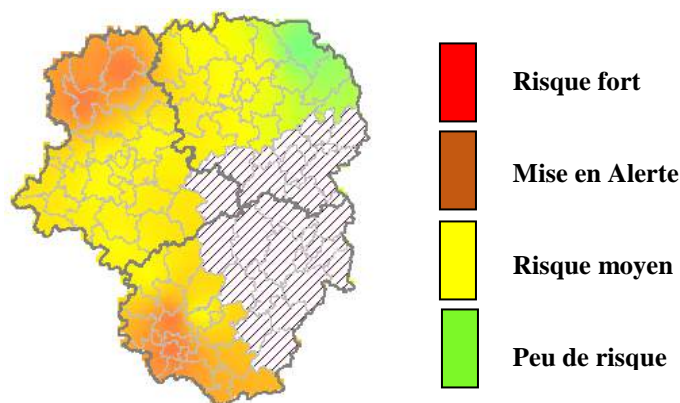 Risque fort
Mise en Alerte
Risque moyen
Peu de risque